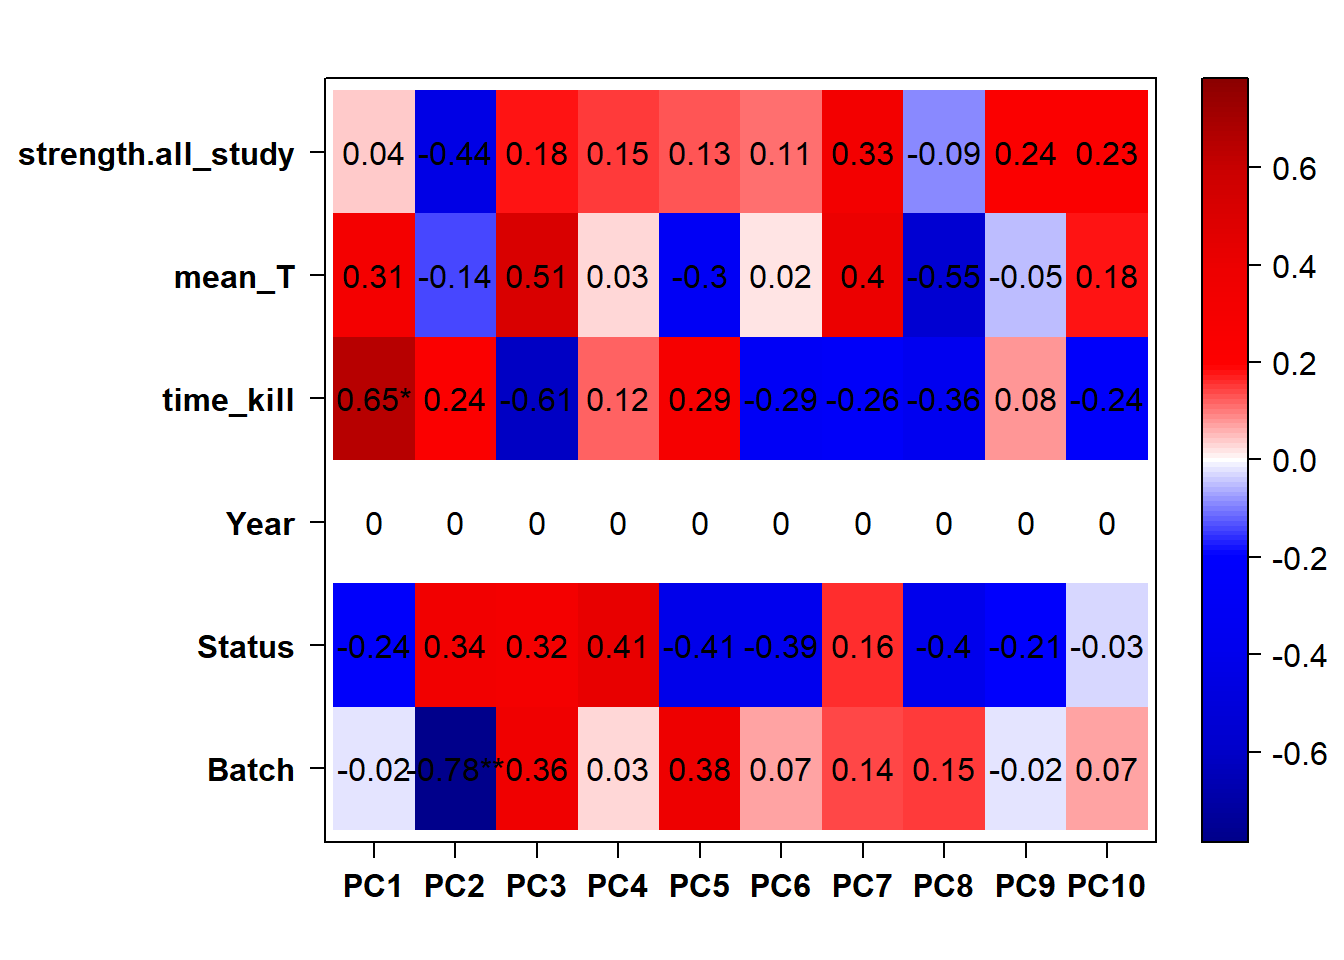 strength.all_study 0.04 -0.44 0.18 0.15 0.13 0.11 0.33 -0.09 0.24 0.23
mean_T 0.31 -0.14 0.51 0.03 -0.3 0.02 0.4 -0.55 -0.05 0.18
time_kill 0.65* 0.24 -0.61 0.12 0.29 -0.29 -0.26 -0.36 0.08 -0.24
Year 0 0 0 0 0 0 0 0 0 0
Status -0.24 0.34 0.32 0.41 -0.41 -0.39 0.16 -0.4 -0.21 -0.03
Batch -0.02 -0.78** 0.36 0.03 0.38 0.07 0.14 0.15 -0.02 0.07
PC1 PC2 PC3 PC4 PC5 PC6 PC7 PC8 PC9 PC10
0.6
0.4
0.2
0.0
-0.2
-0.4
-0.6